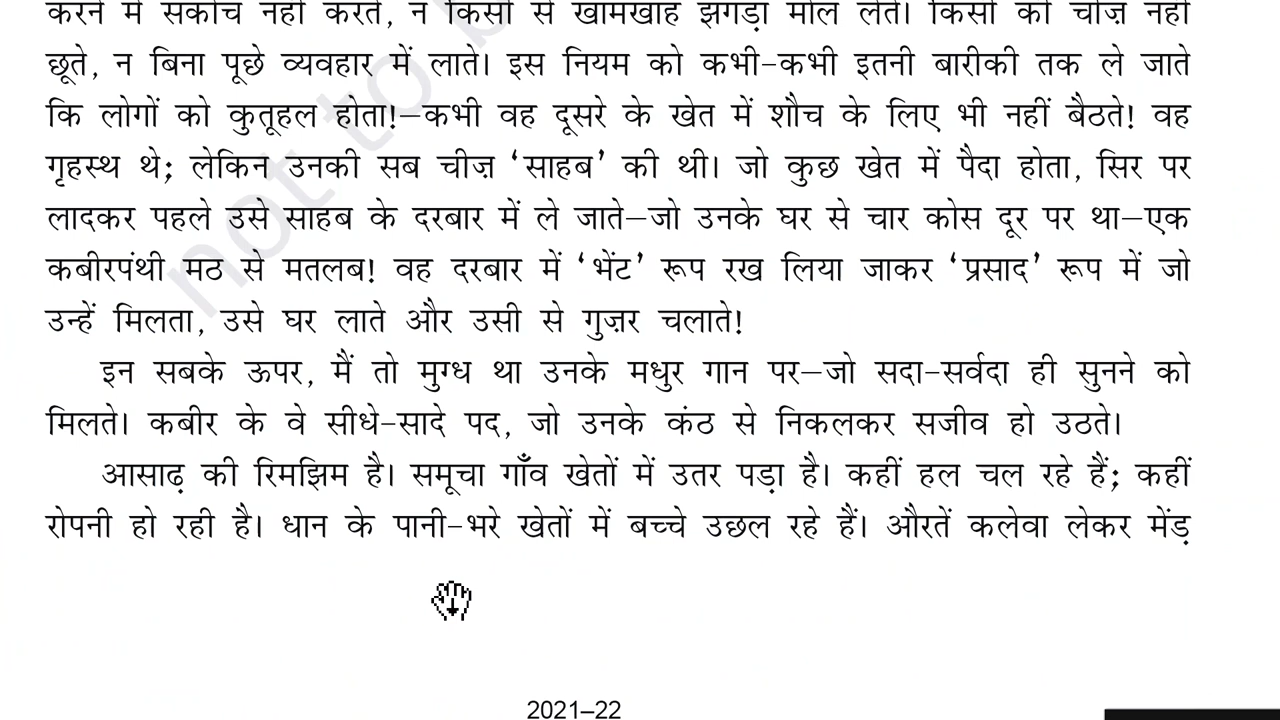 करने में संकोच नहीं करते, न किसी से खामखाह झगड़ा मोल लेते। किसी की चीज़ नहीं
छूते, न बिना पूछे व्यवहार में लाते। इस नियम को कभी-कभी इतनी बारीकी तक ले जाते
कि लोगों को कुतूहल होता!–कभी वह दूसरे के खेत में शौच के लिए भी नहीं बैठते! वह
गृहस्थ थे; लेकिन उनकी सब चीज़ ‘साहब’ की थी। जो कुछ खेत में पैदा होता, सिर पर
लादकर पहले उसे साहब के दरबार में ले जाते–जो उनके घर से चार कोस दूर पर था–एक
कबीरपंथी मठ से मतलब! वह दरबार में ‘भेंट’ रूप रख लिया जाकर ‘प्रसाद’ रूप में जो
उन्हें मिलता, उसे घर लाते और उसी से गुज़र चलाते!
इन सबके ऊपर, मैं तो मुग्ध था उनके मधुर गान पर–जो सदा-सर्वदा ही सुनने को
मिलते। कबीर के वे सीधे-सादे पद, जो उनके कंठ से निकलकर सजीव हो उठते।
आसाढ़ की रिमझिम है। समूचा गाँव खेतों में उतर पड़ा है। कहीं हल चल रहे हैं; कहीं
रोपनी हो रही है। धान के पानी-भरे खेतों में बच्चे उछल रहे हैं। औरतें कलेवा लेकर मेंड़
not to b
2021–22